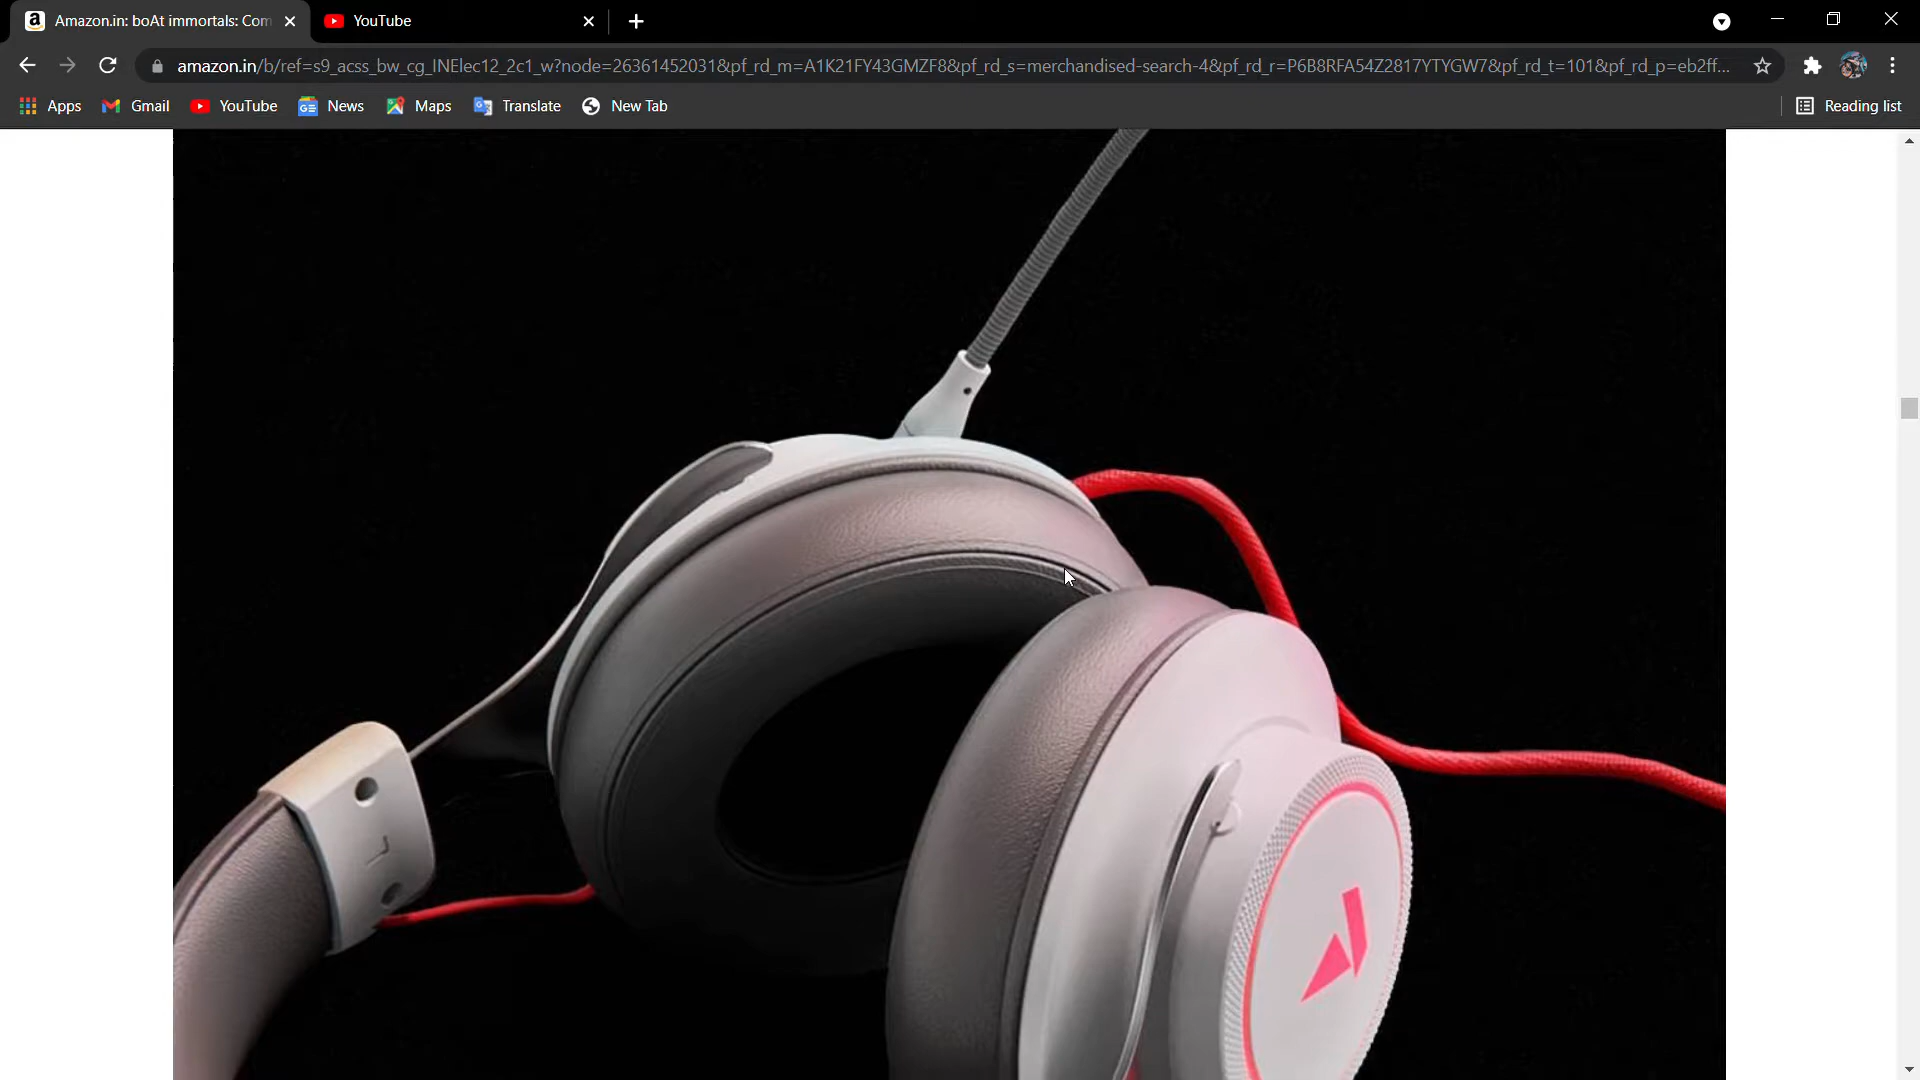 Amazon.in: boAt immortals: Com
YouTube
amazon.in/b/ref=s9_acss_bw_cg_INElec12_2c1_w?node=26361452031&pf_rd_m=A1K21FY43GMZF8&pf_rd_s=merchandised-search-4&pf_rd_r=P6B8RFA54Z2817YTYGW7&pf_rd_t=101&pf_rd_p=eb2ff...
Apps
Gmail
YouTube
News
Maps
Translate
New Tab
Reading list
L